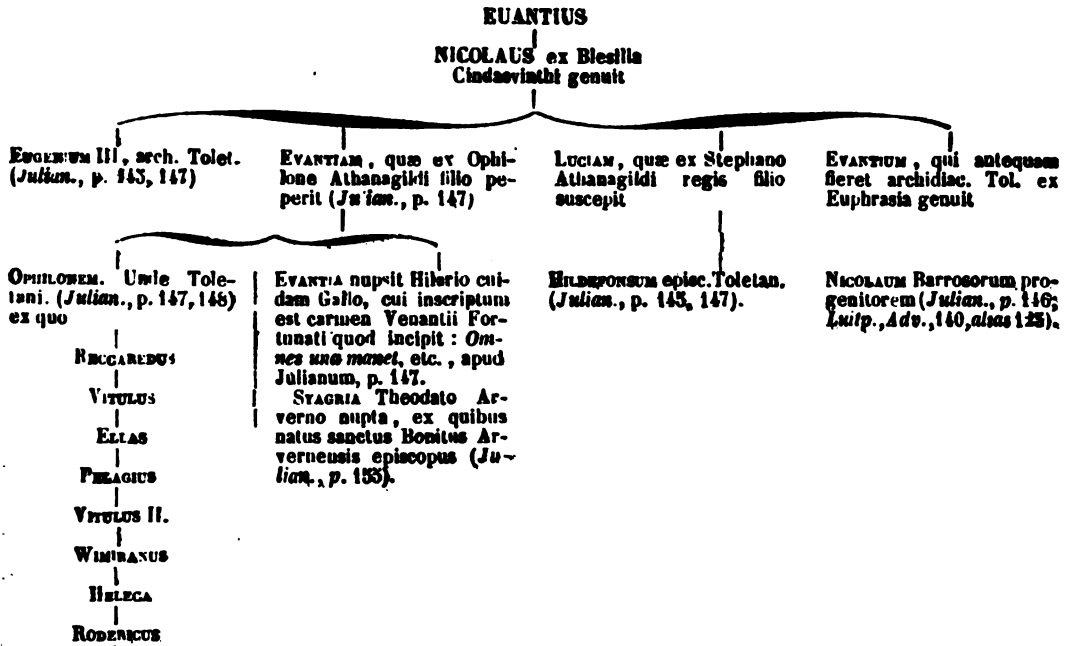 EUANTIUS
NICOLAUS ex Blesilla
Cindasvinthi genuit
EUGENIUM III, arch. Tolet.
(Julian., p. 145, 147)
EVANTIAM, quæ ex Ophi-
lone Athanagildi filio pe-
perit (Julian., p. 147)
LUCIAM, quæ ex Stephano
Athanagildi regis filio
suscepit
EVANTIUM, qui antequam
fieret archidiac. Tol. ex
Euphrasia genuit
OPHILONEM. Unde Tole-
tani. (Julian., p. 147, 148)
ex quo
RECCAREDUS
VITULUS
ELLAS
PELAGIUS
VITULUS II.
WIMIRANUS
HELEGA
RODERICUS
EVANTIA nupsit Hilario cui-
dam Gallo, cui inscriptum
est carmen Venantii For-
tunati quod incipit : Om-
nes una manet, etc., apud
Julianum, p. 147.
SYAGRIA Theodato Ar-
verno nupta, ex quibus
natus sanctus Bonitus Ar-
vernensis episcopus (Ju-
lian., p. 153).
HILDEFONSUM episc. Toletan.
(Julian., p. 145, 147).
NICOLAUM Barrosorum pro-
genitorem (Julian., p. 146;
Luitp., Adv., 140, alias 123).